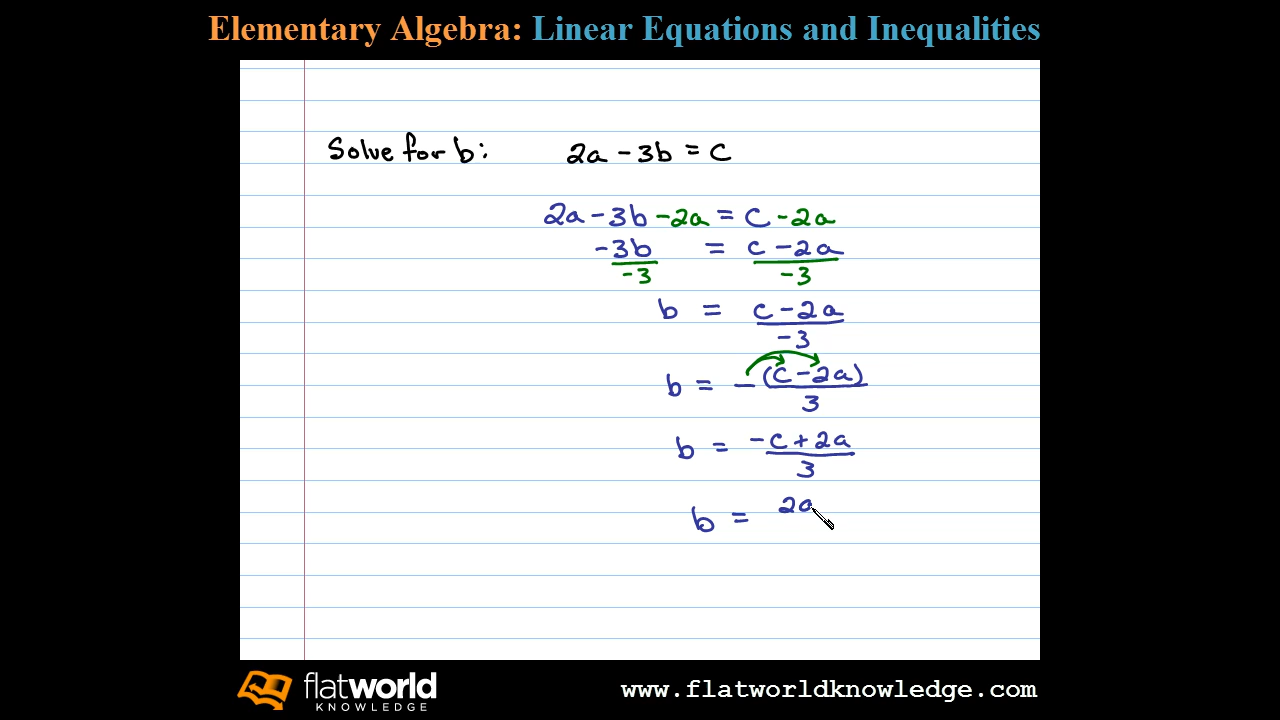 Elementary Algebra: Linear Equations and Inequalities
Solve for b: 2a - 3b = c
2a - 3b - 2a = c - 2a
-3b/-3 = c - 2a/-3
b = c - 2a/-3
b = -(c - 2a)/3
b = -c + 2a/3
b = 2a
flatworld
KNOWLEDGE
www.flatworldknowledge.com